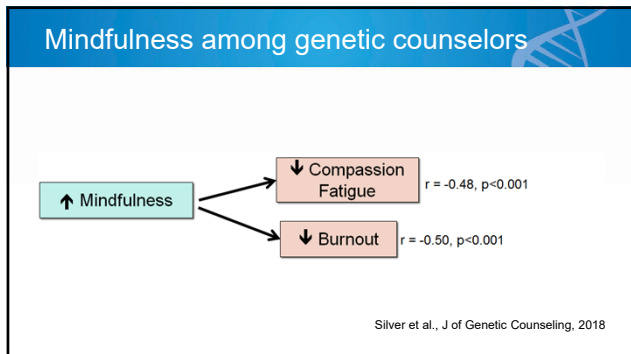 Mindfulness among genetic counselors
↓ Compassion
Fatigue
r = -0.48, p<0.001
↑ Mindfulness
↓ Burnout
r = -0.50, p<0.001
Silver et al., J of Genetic Counseling, 2018